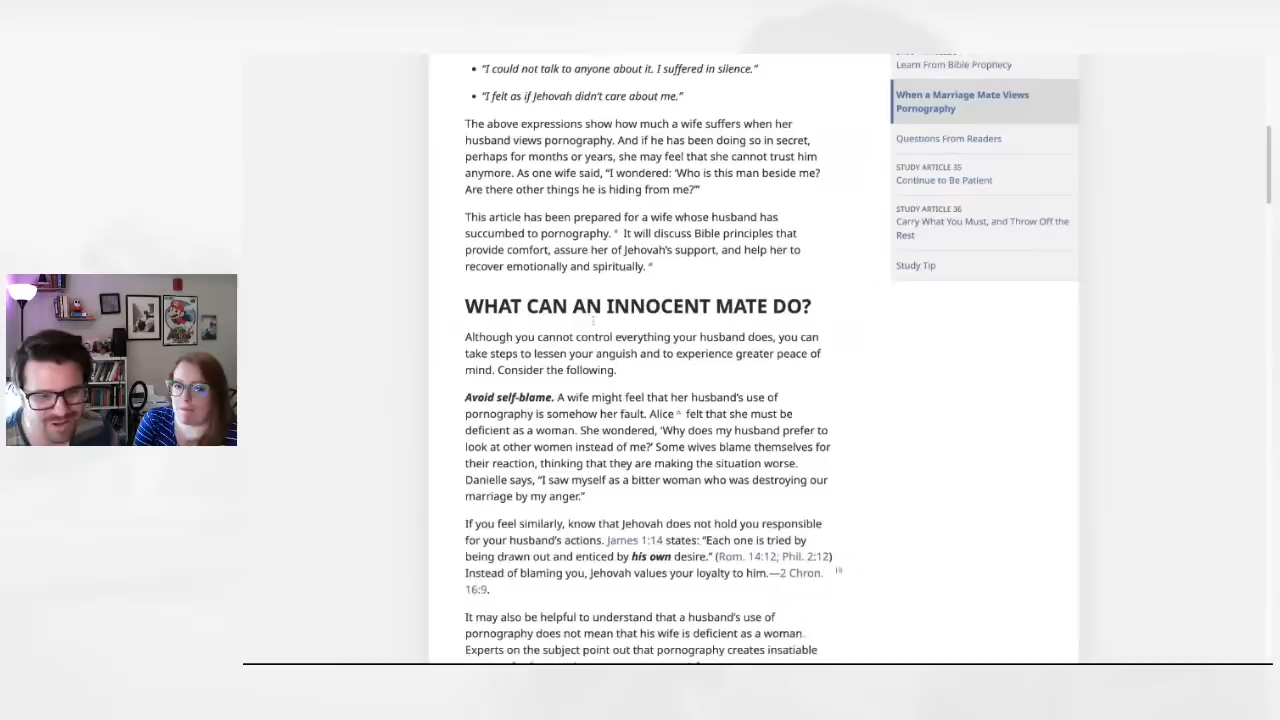 • “I could not talk to anyone about it. I suffered in silence.”
• “I felt as if Jehovah didn’t care about me.”
The above expressions show how much a wife suffers when her
husband views pornography. And if he has been doing so in secret,
perhaps for months or years, she may feel that she cannot trust him
anymore. As one wife said, “I wondered: ‘Who is this man beside me?
Are there other things he is hiding from me?’”
This article has been prepared for a wife whose husband has
succumbed to pornography. * It will discuss Bible principles that
provide comfort, assure her of Jehovah’s support, and help her to
recover emotionally and spiritually.
WHAT CAN AN INNOCENT MATE DO?
Although you cannot control everything your husband does, you can
take steps to lessen your anguish and to experience greater peace of
mind. Consider the following.
Avoid self-blame. A wife might feel that her husband’s use of
pornography is somehow her fault. Alice felt that she must be
deficient as a woman. She wondered, ‘Why does my husband prefer to
look at other women instead of me?’ Some wives blame themselves for
their reaction, thinking that they are making the situation worse.
Danielle says, “I saw myself as a bitter woman who was destroying our
marriage by my anger.”
If you feel similarly, know that Jehovah does not hold you responsible
for your husband’s actions. James 1:14 states: “Each one is tried by
being drawn out and enticed by his own desire.” (Rom. 14:12; Phil. 2:12)
Instead of blaming you, Jehovah values your loyalty to him.—2 Chron.
16:9.
It may also be helpful to understand that a husband’s use of
pornography does not mean that his wife is deficient as a woman.
Experts on the subject point out that pornography creates insatiable
Learn From Bible Prophecy
When a Marriage Mate Views
Pornography
Questions From Readers
STUDY ARTICLE 35
Continue to Be Patient
STUDY ARTICLE 36
Carry What You Must, and Throw Off the
Rest
Study Tip